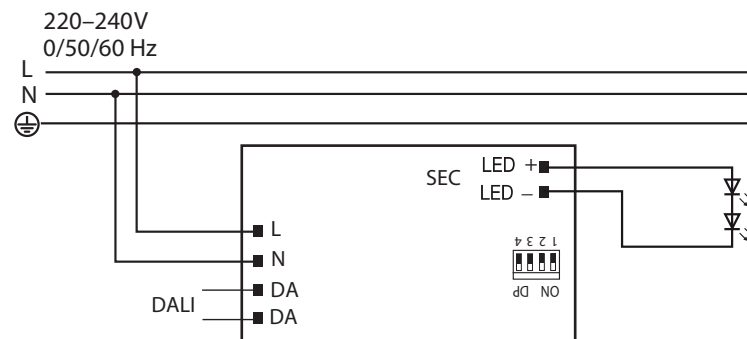 220–240V
0/50/60 Hz
L
N
SEC
LED +
LED –
L
N
DALI
DA
DA
1 2 3 4
ON DP